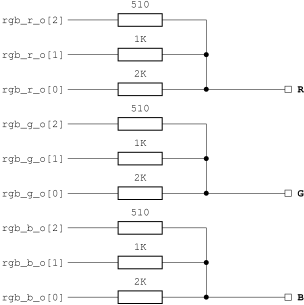 510
rgb_r_o[2]
1K
rgb_r_o[1]
2K
rgb_r_o[0] R
510
rgb_g_o[2]
1K
rgb_g_o[1]
2K
rgb_g_o[0] G
510
rgb_b_o[2]
1K
rgb_b_o[1]
2K
rgb_b_o[0] B